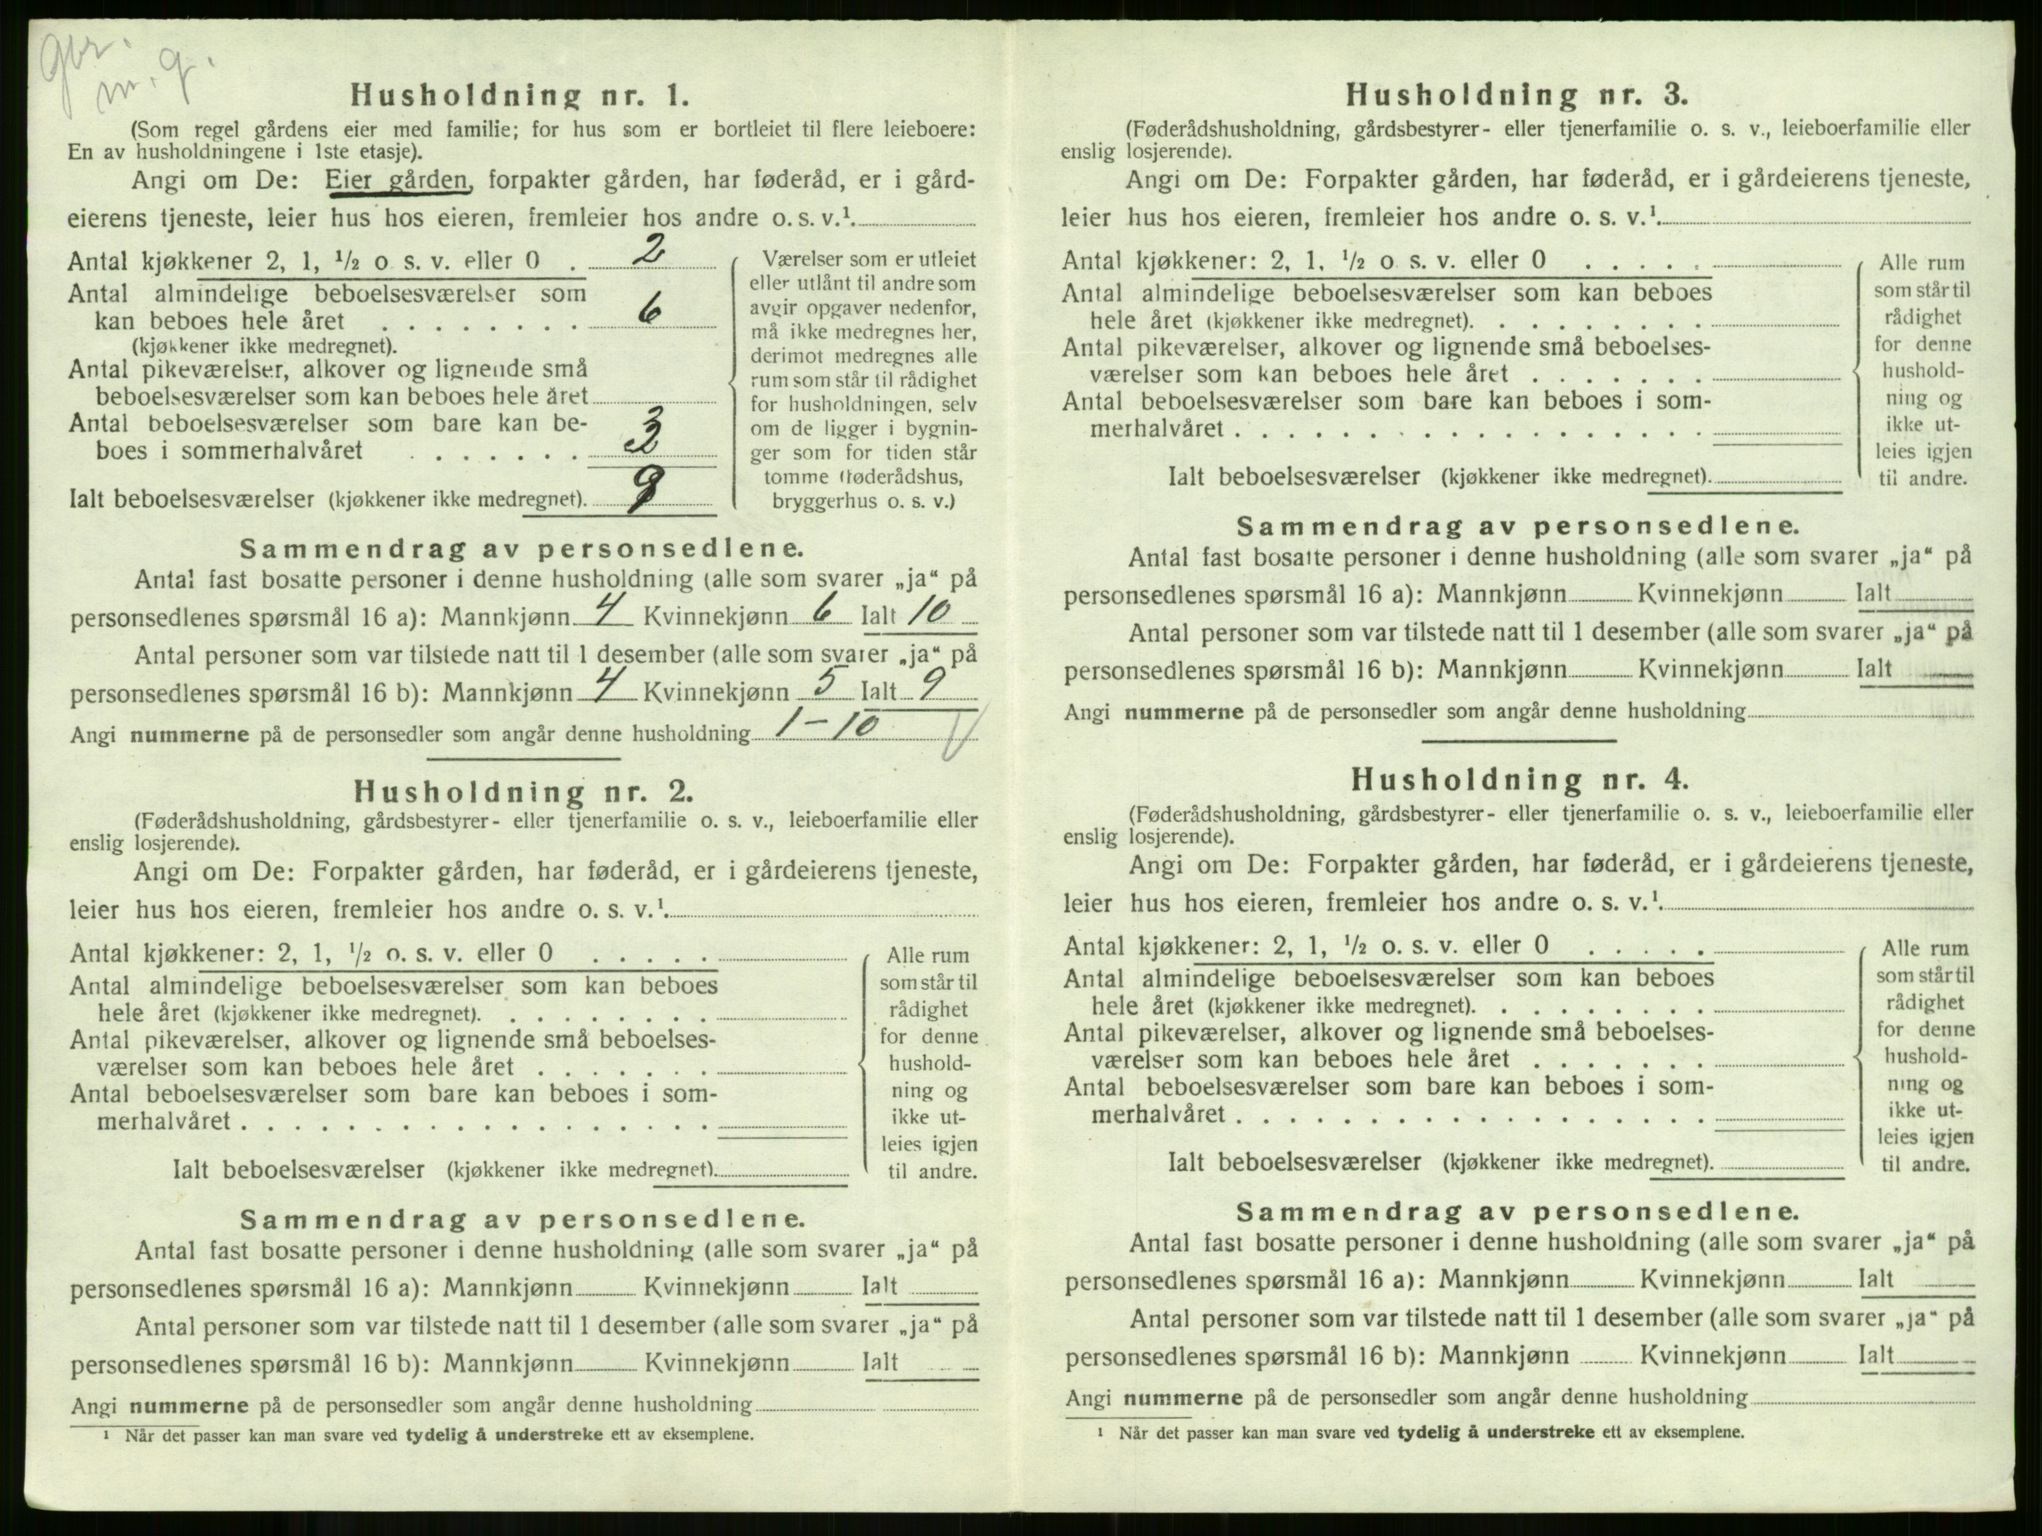 gbr.
m. g.
Husholdning nr. 1.
(Som regel gårdens eier med familie; for hus som er bortleiet til flere leieboere:
En av husholdningene i 1ste etasje).
Angi om De: Eier gården, forpakter gården, har føderåd, er i gård-
eierens tjeneste, leier hus hos eieren, fremleier hos andre o. s. v.¹.
Antal kjøkkener 2, 1, ½ o s. v. eller 0 . 2
Antal almindelige beboelsesværelser som
kan beboes hele året . . . . . . . . 6
(kjøkkener ikke medregnet).
Antal pikeværelser, alkover og lignende små
beboelsesværelser som kan beboes hele året
Antal beboelsesværelser som bare kan be-
boes i sommerhalvåret . . . . . . 3
Ialt beboelsesværelser (kjøkkener ikke medregnet). 9
Værelser som er utleiet
eller utlånt til andre som
avgir opgaver nedenfor,
må ikke medregnes her,
derimot medregnes alle
rum som står til rådighet
for husholdningen, selv
om de ligger i bygnin-
ger som for tiden står
tomme (føderådshus,
bryggerhus o. s. v.)
Sammendrag av personsedlene.
Antal fast bosatte personer i denne husholdning (alle som svarer „ja“ på
personsedlenes spørsmål 16 a): Mannkjønn 4 Kvinnekjønn 6 Ialt 10
Antal personer som var tilstede natt til 1 desember (alle som svarer „ja“ på
personsedlenes spørsmål 16 b): Mannkjønn 4 Kvinnekjønn 5 Ialt 9
Angi nummerne på de personsedler som angår denne husholdning 1-10
Husholdning nr. 2.
(Føderådshusholdning, gårdsbestyrer- eller tjenerfamilie o. s. v., leieboerfamilie eller
enslig losjerende).
Angi om De: Forpakter gården, har føderåd, er i gårdeierens tjeneste,
leier hus hos eieren, fremleier hos andre o. s. v.¹.
Antal kjøkkener: 2, 1, ½ o. s. v. eller 0 . . . . .
Antal almindelige beboelsesværelser som kan beboes
hele året (kjøkkener ikke medregnet). . . . . . . . .
Antal pikeværelser, alkover og lignende små beboelses-
værelser som kan beboes hele året . . . . . . .
Antal beboelsesværelser som bare kan beboes i som-
merhalvåret . . . . . . . . . . . . . . . . . .
Ialt beboelsesværelser (kjøkkener ikke medregnet).
Alle rum
som står til
rådighet
for denne
hushold-
ning og
ikke ut-
leies igjen
til andre.
Sammendrag av personsedlene.
Antal fast bosatte personer i denne husholdning (alle som svarer „ja“ på
personsedlenes spørsmål 16 a): Mannkjønn Kvinnekjønn Ialt
Antal personer som var tilstede natt til 1 desember (alle som svarer „ja“ på
personsedlenes spørsmål 16 b): Mannkjønn Kvinnekjønn Ialt
Angi nummerne på de personsedler som angår denne husholdning
¹ Når det passer kan man svare ved tydelig å understreke ett av eksemplene.
Husholdning nr. 3.
(Føderådshusholdning, gårdsbestyrer- eller tjenerfamilie o. s. v., leieboerfamilie eller
enslig losjerende).
Angi om De: Forpakter gården, har føderåd, er i gårdeierens tjeneste,
leier hus hos eieren, fremleier hos andre o. s. v.¹.
Antal kjøkkener: 2, 1, ½ o s. v. eller 0 . . . . .
Antal almindelige beboelsesværelser som kan beboes
hele året (kjøkkener ikke medregnet). . . . . . . . .
Antal pikeværelser, alkover og lignende små beboelses-
værelser som kan beboes hele året . . . . . . .
Antal beboelsesværelser som bare kan beboes i som-
merhalvåret . . . . . . . . . . . . . . . . . .
Ialt beboelsesværelser (kjøkkener ikke medregnet).
Alle rum
som står til
rådighet
for denne
hushold-
ning og
ikke ut-
leies igjen
til andre.
Sammendrag av personsedlene.
Antal fast bosatte personer i denne husholdning (alle som svarer „ja“ på
personsedlenes spørsmål 16 a): Mannkjønn Kvinnekjønn Ialt
Antal personer som var tilstede natt til 1 desember (alle som svarer „ja“ på
personsedlenes spørsmål 16 b): Mannkjønn Kvinnekjønn Ialt
Angi nummerne på de personsedler som angår denne husholdning
Husholdning nr. 4.
(Føderådshusholdning, gårdsbestyrer- eller tjenerfamilie o. s. v., leieboerfamilie eller
enslig losjerende).
Angi om De: Forpakter gården, har føderåd, er i gårdeierens tjeneste,
leier hus hos eieren, fremleier hos andre o. s. v.¹.
Antal kjøkkener: 2, 1, ½ o. s. v. eller 0 . . . . .
Antal almindelige beboelsesværelser som kan beboes
hele året (kjøkkener ikke medregnet). . . . . . . . .
Antal pikeværelser, alkover og lignende små beboelses-
værelser som kan beboes hele året . . . . . . .
Antal beboelsesværelser som bare kan beboes i som-
merhalvåret . . . . . . . . . . . . . . . . . .
Ialt beboelsesværelser (kjøkkener ikke medregnet).
Alle rum
som står til
rådighet
for denne
hushold-
ning og
ikke ut-
leies igjen
til andre.
Sammendrag av personsedlene.
Antal fast bosatte personer i denne husholdning (alle som svarer „ja“ på
personsedlenes spørsmål 16 a): Mannkjønn Kvinnekjønn Ialt
Antal personer som var tilstede natt til 1 desember (alle som svarer „ja“ på
personsedlenes spørsmål 16 b): Mannkjønn Kvinnekjønn Ialt
Angi nummerne på de personsedler som angår denne husholdning
¹ Når det passer kan man svare ved tydelig å understreke ett av eksemplene.